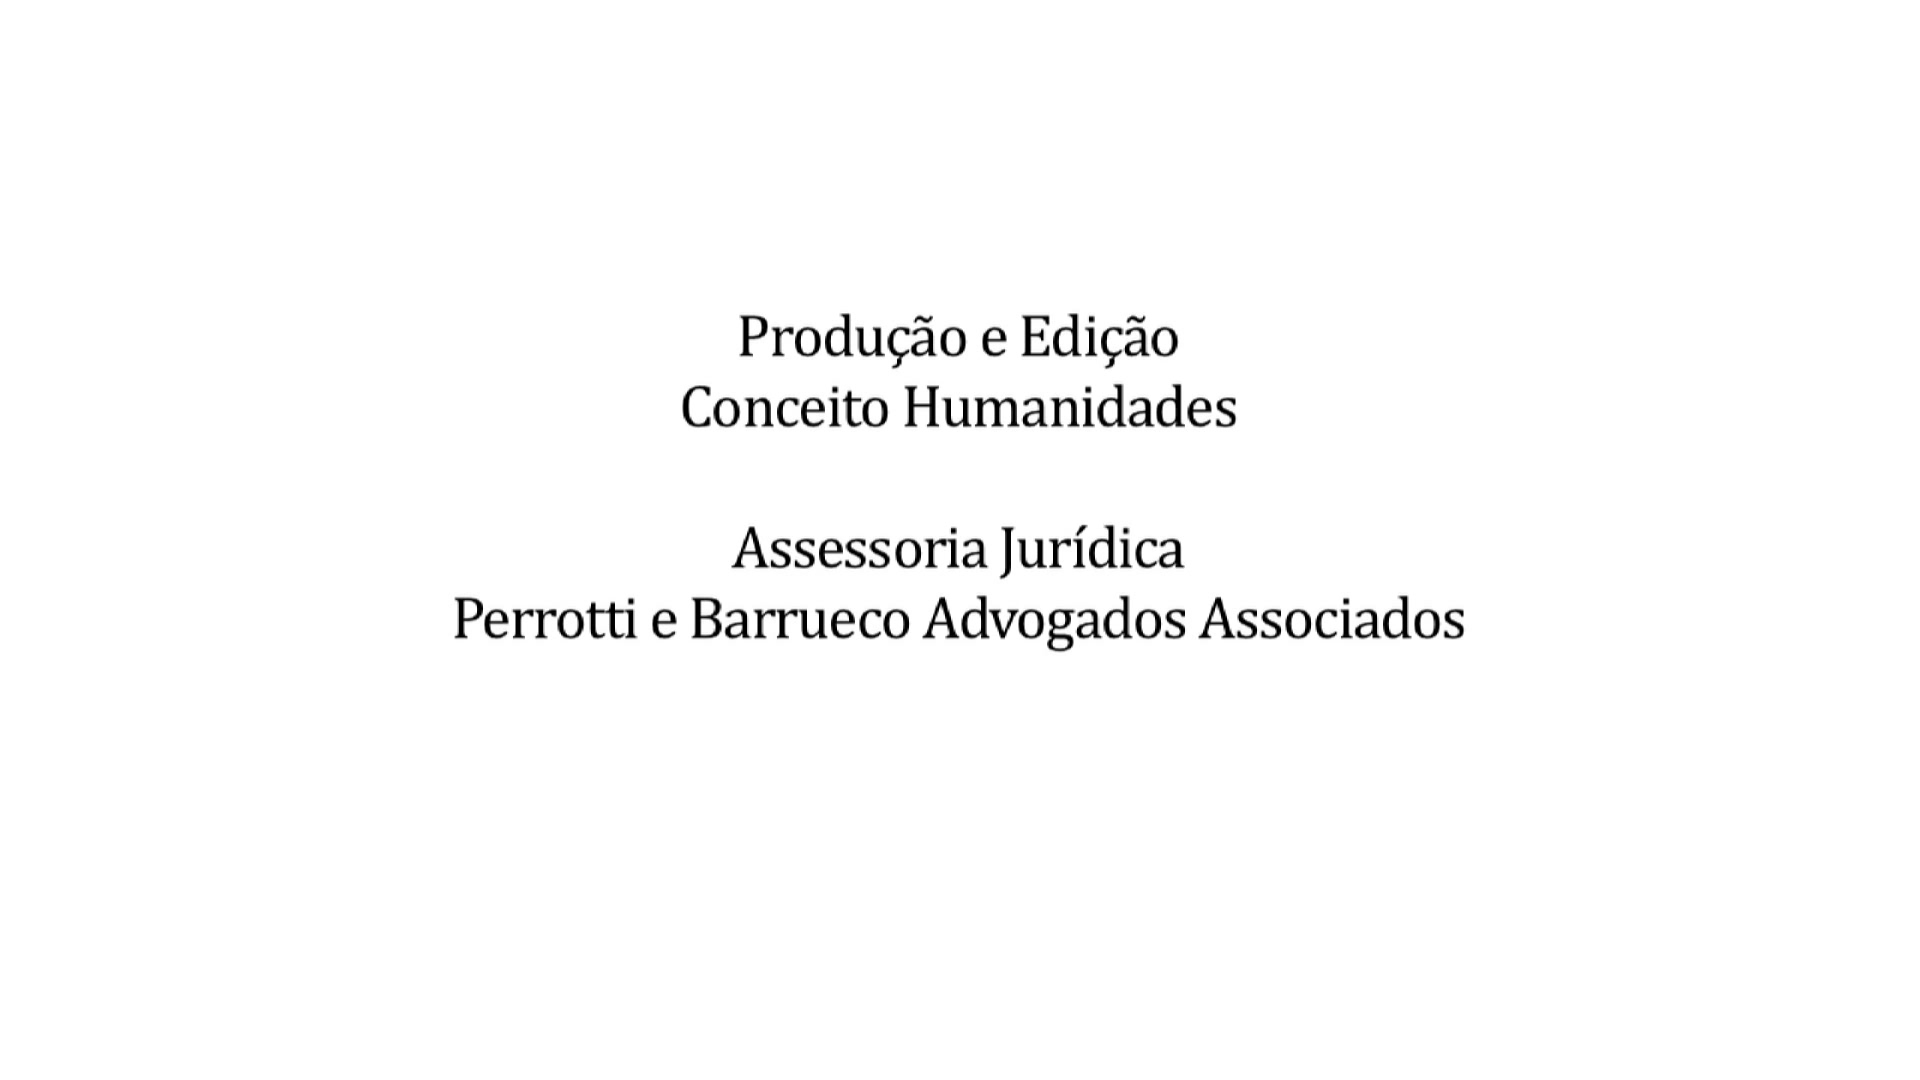 Produção e Edição
Conceito Humanidades
Assessoria Jurídica
Perrotti e Barrueco Advogados Associados